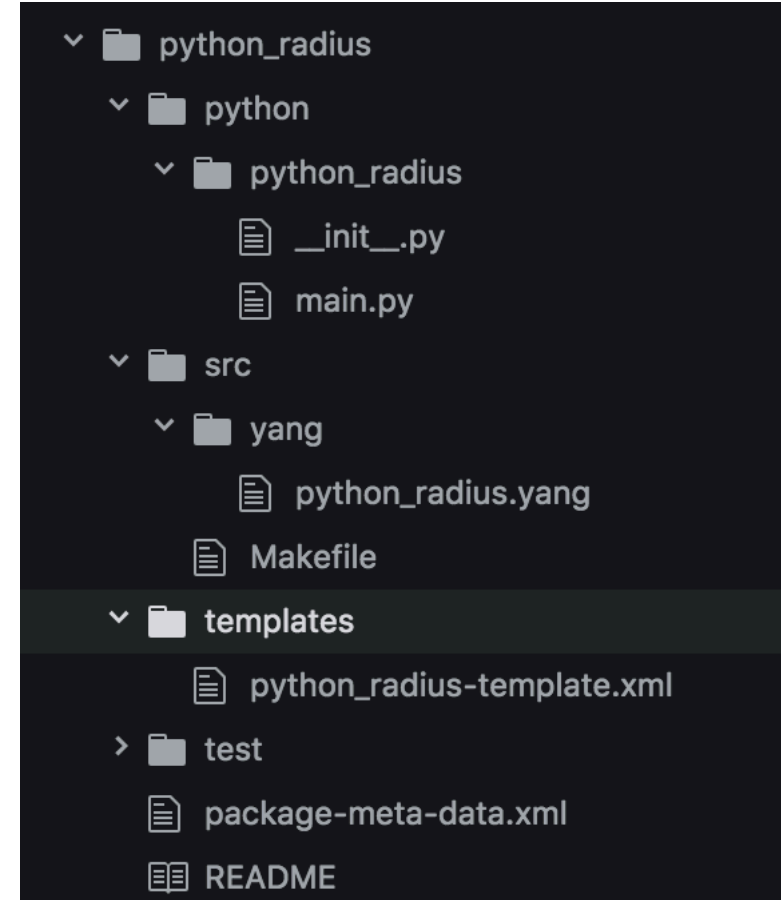 python_radius
python
python_radius
__init__.py
main.py
src
yang
python_radius.yang
Makefile
templates
python_radius-template.xml
test
package-meta-data.xml
README